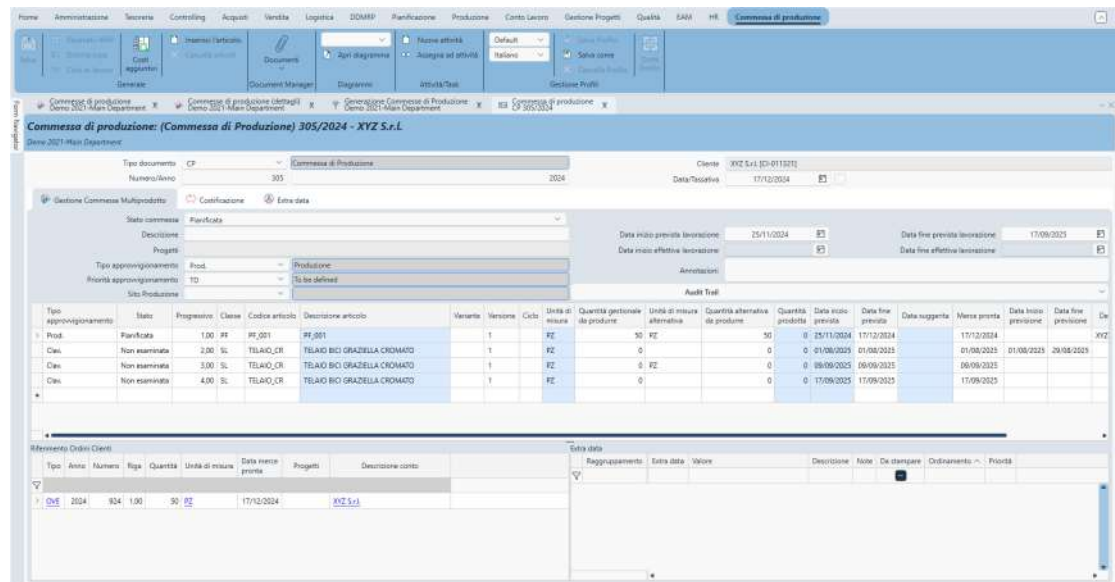 Home Amministrazione Tesoreria Controlling Acquisti Vendita Logistica DDMRP Pianificazione Produzione Conto Lavoro Gestione Progetti Qualità EAM HR Commessa di produzione
Costi aggiuntivi
Inserisci l'articolo
Documenti
Apri diagramma
Nuova attività
Assegna ad attività
Default
Italiano
Salva come
Generale Document Manager Diagrammi Attività/Task Gestione Profili
Form Navigator
Commessa di produzione Demo 2021-Main Department x
Commessa di produzione (dettagli) Demo 2021-Main Department x
Generazione Commesse di Produzione Demo 2021-Main Department x
Commessa di produzione CP 305/2024 x
Commessa di produzione: (Commessa di Produzione) 305/2024 - XYZ S.r.l.
Demo 2021-Main Department
Tipo documento CP Commessa di Produzione Cliente XYZ S.r.l. [CI-011321]
Numero/Anno 305 2024 Data/Tassativa 17/12/2024
Gestione Commessa Multiprodotto Contificazione Extra data
Stato commessa Pianificata
Descrizione Data inizio prevista lavorazione 25/11/2024 Data fine prevista lavorazione 17/09/2025
Progetti Data inizio effettiva lavorazione Data fine effettiva lavorazione
Tipo approvvigionamento Prod. Produzione Annotazioni
Priorità approvvigionamento TD To be defined
Sito Produzione Audit Trail
Tipo approvvigionamento Stato Progressivo Classe Codice articolo Descrizione articolo Variante Versione Ciclo Unità di misura Quantità gestionale da produrre Unità di misura alternativa Quantità alternativa da produrre Quantità prodotta Data inizio prevista Data fine prevista Data suggerita Merce pronta Data Inizio previsione Data fine previsione
Prod. Pianificata 1,00 PF PF_001 PF_001 1 PZ 50 PZ 50 0 25/11/2024 17/12/2024 17/12/2024 XYZ
Clav. Non esaminata 2,00 SL TELAIO_CR TELAIO BICI GRAZIELLA CROMATO 1 PZ 0 0 0 01/08/2025 01/08/2025 01/08/2025 01/08/2025 29/08/2025
Clav. Non esaminata 3,00 SL TELAIO_CR TELAIO BICI GRAZIELLA CROMATO 1 PZ 0 PZ 0 0 09/09/2025 09/09/2025 09/09/2025
Clav. Non esaminata 4,00 SL TELAIO_CR TELAIO BICI GRAZIELLA CROMATO 1 PZ 0 0 0 17/09/2025 17/09/2025 17/09/2025
Riferimento Ordini Clienti Extra data
Tipo Anno Numero Riga Quantità Unità di misura Data merce pronta Progetti Descrizione conto
Raggruppamento Extra data Valore Descrizione Note Da stampare Ordinamento Priorità
OVE 2024 924 1,00 50 PZ 17/12/2024 XYZ S.r.l.